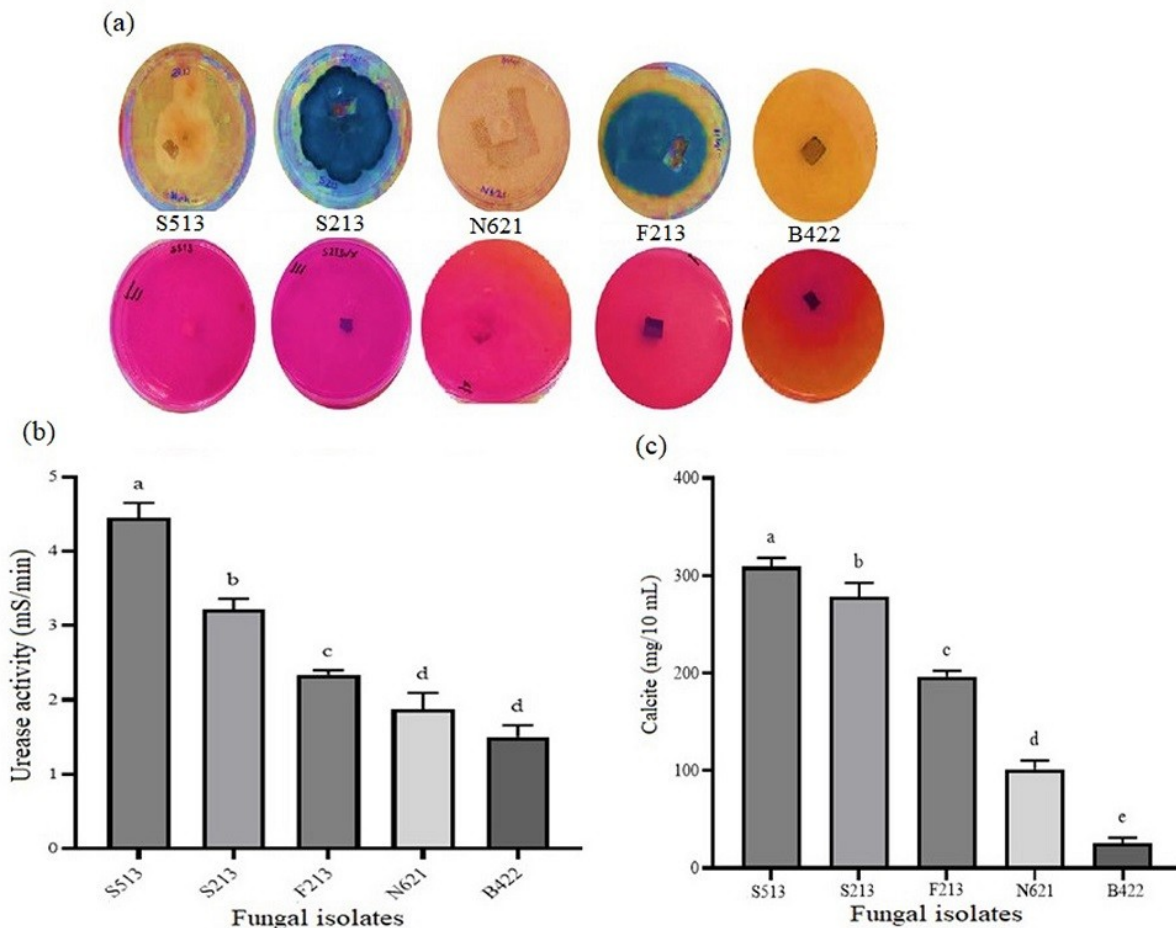 (a)
S513 S213 N621 F213 B422
S513
S213
(b)
Urease activity (mS/min)
5
4
3
2
1
0
a
b
c
d
d
S513
S213
F213
N621
B422
Fungal isolates
(c)
Calcite (mg/10 mL)
400
300
200
100
0
a
b
c
d
e
S513 S213 F213 N621 B422
Fungal isolates